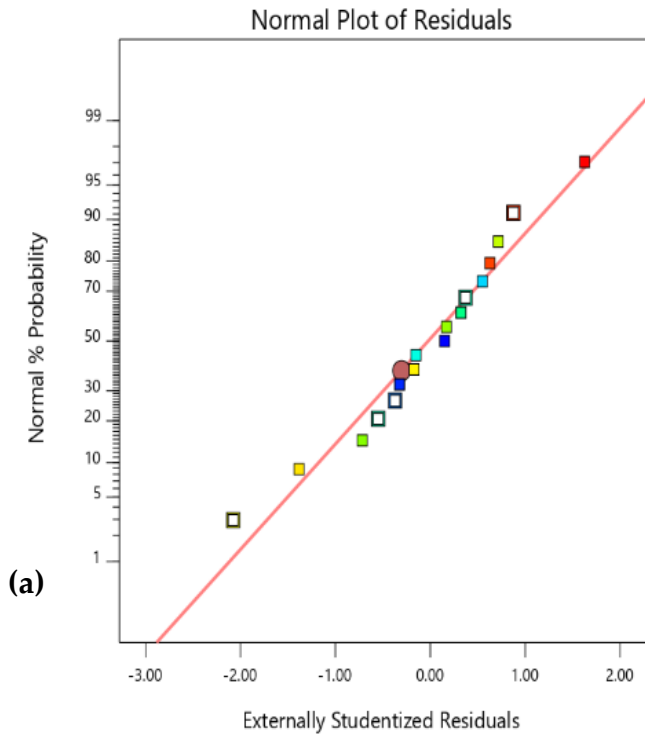 Normal Plot of Residuals
Normal % Probability
99
95
90
80
70
50
30
20
10
5
1
(a)
-3.00 -2.00 -1.00 0.00 1.00 2.00
Externally Studentized Residuals